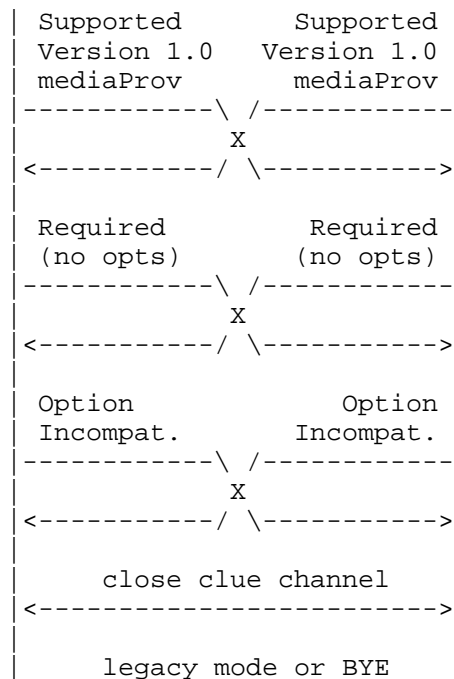 | Supported       Supported
| Version 1.0   Version 1.0
| mediaProv       mediaProv
|------------\ /------------
|             X
|<-----------/ \----------->
|
| Required         Required
| (no opts)       (no opts)
|------------\ /------------
|             X
|<-----------/ \----------->
|
| Option             Option
| Incompat.       Incompat.
|------------\ /------------
|             X
|<-----------/ \----------->
|
|     close clue channel
|<------------------------->
|
|     legacy mode or BYE